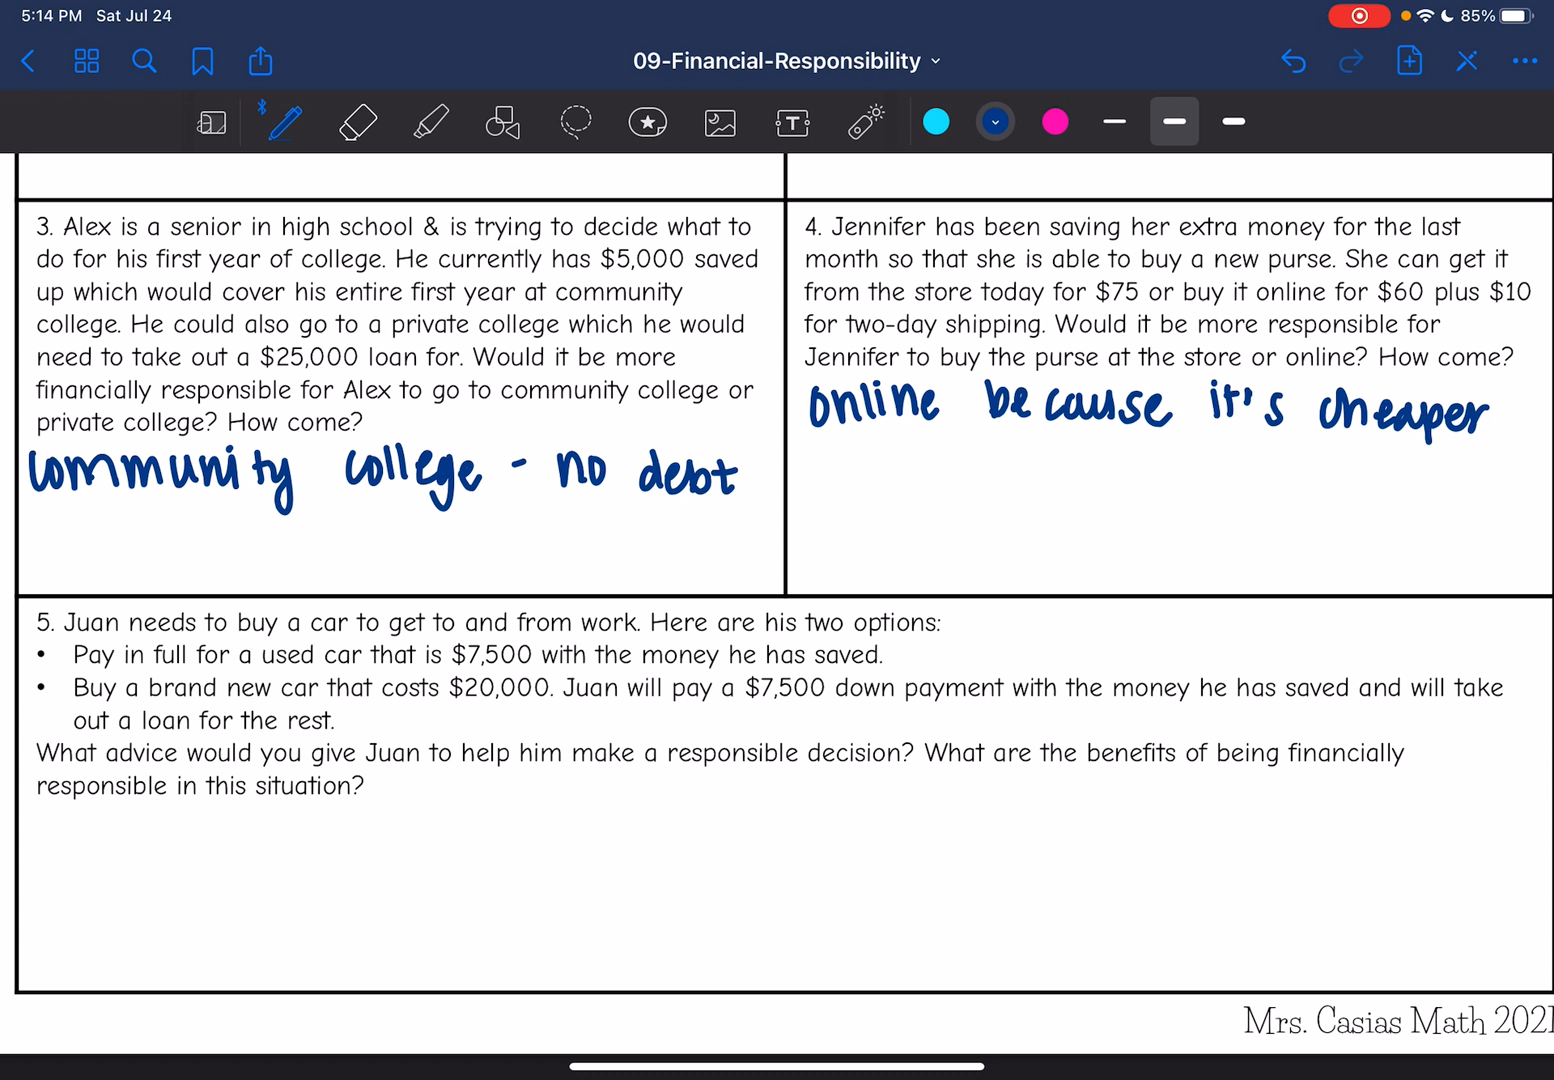 5:14 PM Sat Jul 24
85%
09-Financial-Responsibility
T
3. Alex is a senior in high school & is trying to decide what to
do for his first year of college. He currently has $5,000 saved
up which would cover his entire first year at community
college. He could also go to a private college which he would
need to take out a $25,000 loan for. Would it be more
financially responsible for Alex to go to community college or
private college? How come?
community college - no debt
4. Jennifer has been saving her extra money for the last
month so that she is able to buy a new purse. She can get it
from the store today for $75 or buy it online for $60 plus $10
for two-day shipping. Would it be more responsible for
Jennifer to buy the purse at the store or online? How come?
online because it's cheaper
5. Juan needs to buy a car to get to and from work. Here are his two options:
• Pay in full for a used car that is $7,500 with the money he has saved.
• Buy a brand new car that costs $20,000. Juan will pay a $7,500 down payment with the money he has saved and will take
out a loan for the rest.
What advice would you give Juan to help him make a responsible decision? What are the benefits of being financially
responsible in this situation?
Mrs. Casias Math 2021